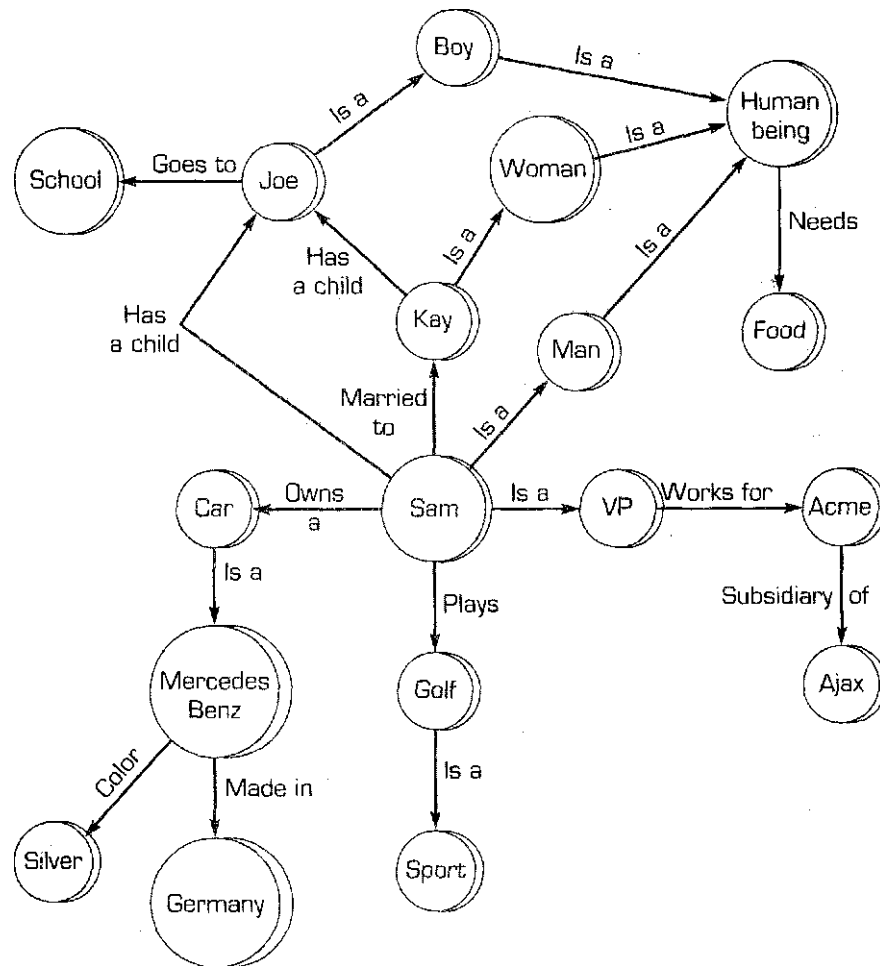 Boy
Is a
Human
being
Is a
Is a
School
Goes to
Joe
Woman
Is a
Needs
Has
a child
Is a
Has
a child
Kay
Man
Food
Married
to
Is a
Car
Owns
a
Sam
Is a
VP
Works for
Acme
Is a
Plays
Subsidiary of
Mercedes
Benz
Golf
Ajax
Color
Made in
Is a
Silver
Germany
Sport